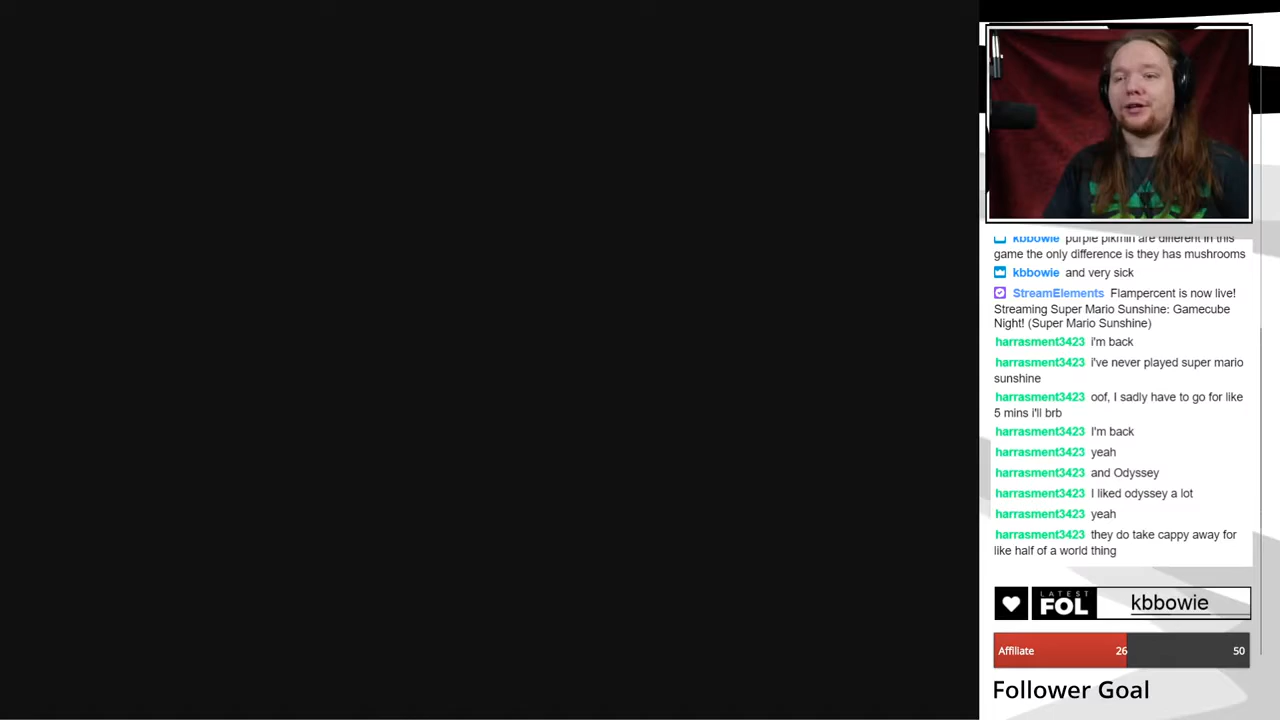 kbbowie purple pikmin are different in this
game the only difference is they has mushrooms
kbbowie and very sick
StreamElements Flampercent is now live!
Streaming Super Mario Sunshine: Gamecube
Night! (Super Mario Sunshine)
harrasment3423 i'm back
harrasment3423 i've never played super mario
sunshine
harrasment3423 oof, I sadly have to go for like
5 mins i'll brb
harrasment3423 I'm back
harrasment3423 yeah
harrasment3423 and Odyssey
harrasment3423 I liked odyssey a lot
harrasment3423 yeah
harrasment3423 they do take cappy away for
like half of a world thing
LATEST
FOL kbbowie
Affiliate 26 50
Follower Goal